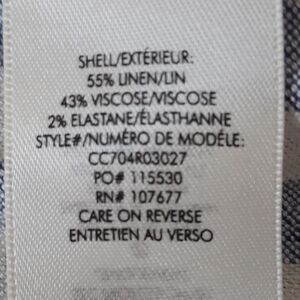 SHELL/EXTÉRIEUR:
55% LINEN/LIN
43% VISCOSE/VISCOSE
2% ELASTANE/ÉLASTHANNE
STYLE#/NUMÉRO DE MODÉLE:
CC704R03027
PO# 115530
RN# 107677
CARE ON REVERSE
ENTRETIEN AU VERSO